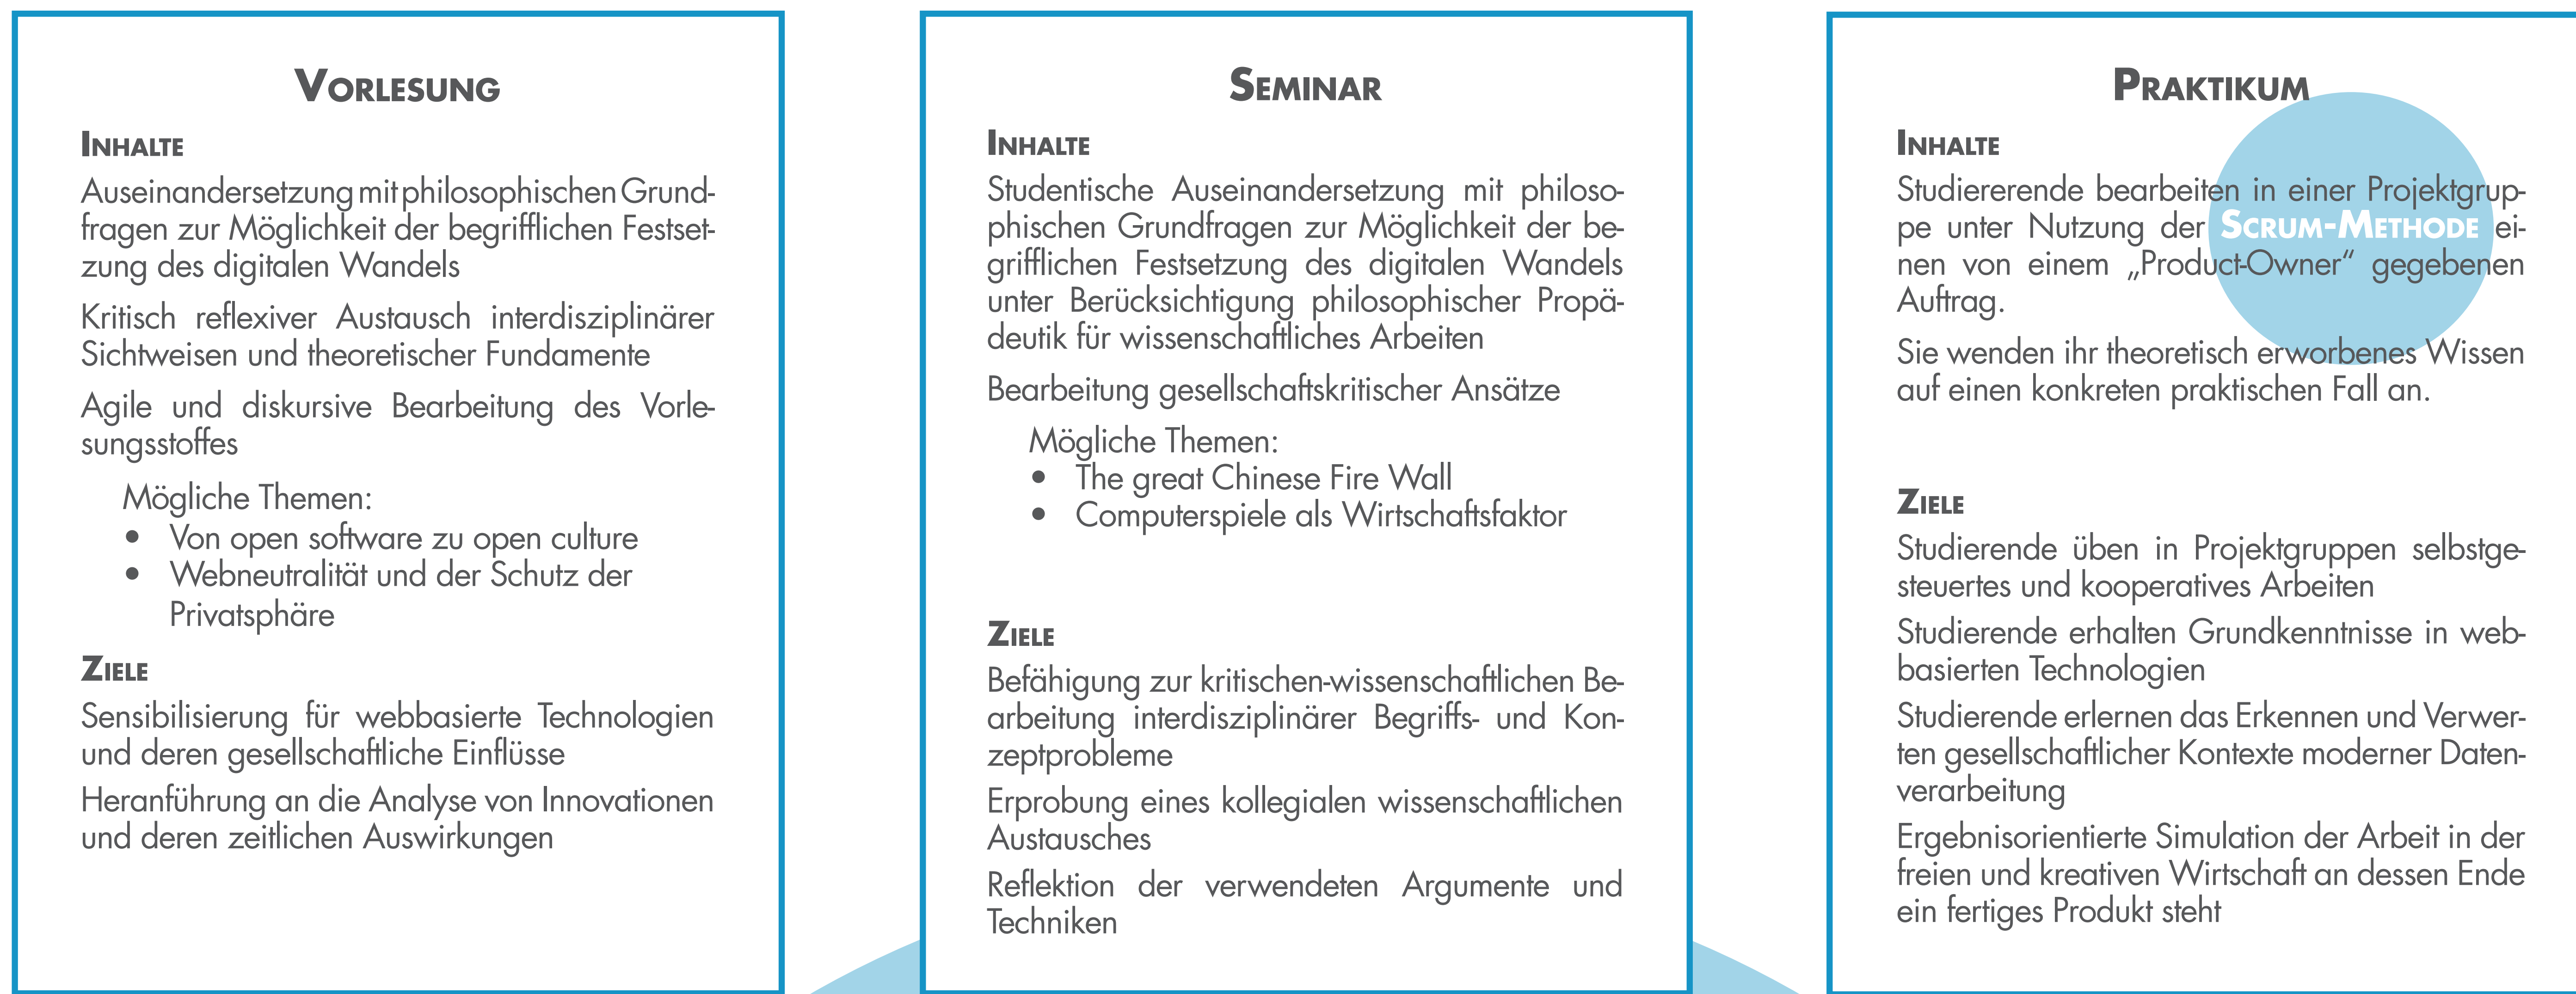 VORLESUNG
INHALTE
Auseinandersetzung mit philosophischen Grund-
fragen zur Möglichkeit der begrifflichen Festset-
zung des digitalen Wandels
Kritisch reflexiver Austausch interdisziplinärer
Sichtweisen und theoretischer Fundamente
Agile und diskursive Bearbeitung des Vorle-
sungsstoffes
Mögliche Themen:
• Von open software zu open culture
• Webneutralität und der Schutz der
Privatsphäre
ZIELE
Sensibilisierung für webbasierte Technologien
und deren gesellschaftliche Einflüsse
Heranführung an die Analyse von Innovationen
und deren zeitlichen Auswirkungen
SEMINAR
INHALTE
Studentische Auseinandersetzung mit philoso-
phischen Grundfragen zur Möglichkeit der be-
grifflichen Festsetzung des digitalen Wandels
unter Berücksichtigung philosophischer Propä-
deutik für wissenschaftliches Arbeiten
Bearbeitung gesellschaftskritischer Ansätze
Mögliche Themen:
• The great Chinese Fire Wall
• Computerspiele als Wirtschaftsfaktor
ZIELE
Befähigung zur kritischen-wissenschaftlichen Be-
arbeitung interdisziplinärer Begriffs- und Kon-
zeptprobleme
Erprobung eines kollegialen wissenschaftlichen
Austausches
Reflektion der verwendeten Argumente und
Techniken
PRAKTIKUM
INHALTE
Studiererende bearbeiten in einer Projektgrup-
pe unter Nutzung der SCRUM-METHODE ei-
nen von einem „Product-Owner“ gegebenen
Auftrag.
Sie wenden ihr theoretisch erworbenes Wissen
auf einen konkreten praktischen Fall an.
ZIELE
Studierende üben in Projektgruppen selbstge-
steuertes und kooperatives Arbeiten
Studierende erhalten Grundkenntnisse in web-
basierten Technologien
Studierende erlernen das Erkennen und Verwer-
ten gesellschaftlicher Kontexte moderner Daten-
verarbeitung
Ergebnisorientierte Simulation der Arbeit in der
freien und kreativen Wirtschaft an dessen Ende
ein fertiges Produkt steht